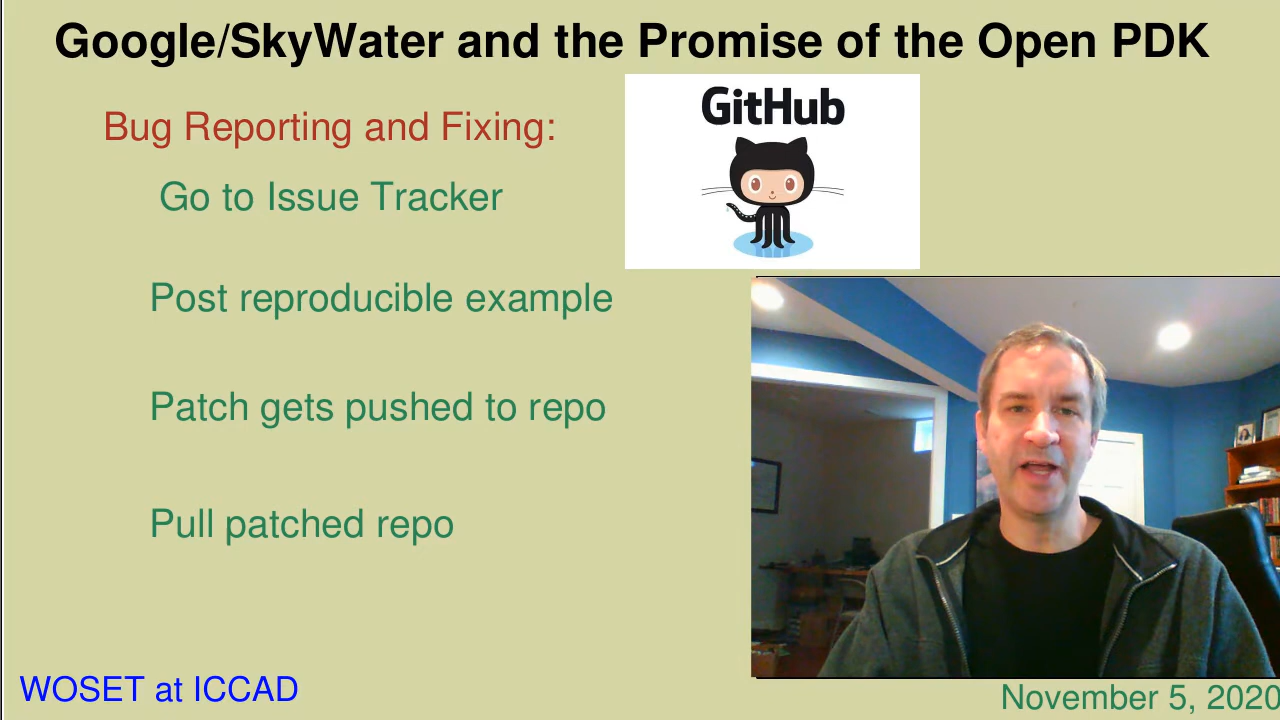 Google/SkyWater and the Promise of the Open PDK
GitHub
Bug Reporting and Fixing:
Go to Issue Tracker
Post reproducible example
Patch gets pushed to repo
Pull patched repo
WOSET at ICCAD
November 5, 2020